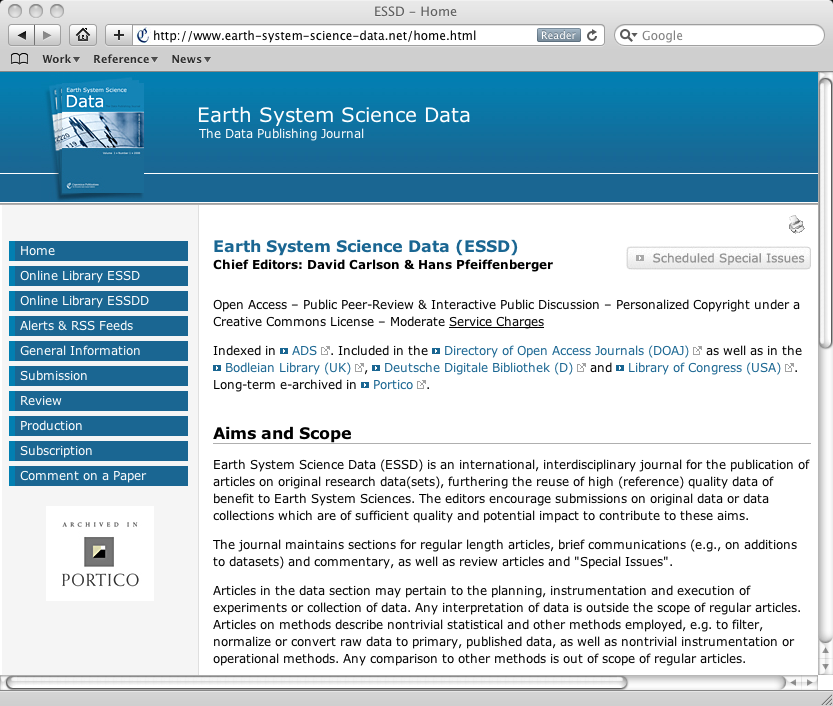 ESSD – Home
http://www.earth-system-science-data.net/home.html
Reader
Google
Work
Reference
News
Earth System Science
Data
Earth System Science Data
The Data Publishing Journal
Home
Online Library ESSD
Online Library ESSDD
Alerts & RSS Feeds
General Information
Submission
Review
Production
Subscription
Comment on a Paper
ARCHIVED IN
PORTICO
Earth System Science Data (ESSD)
Chief Editors: David Carlson & Hans Pfeiffenberger
Scheduled Special Issues
Open Access – Public Peer-Review & Interactive Public Discussion – Personalized Copyright under a
Creative Commons License – Moderate Service Charges
Indexed in ADS. Included in the Directory of Open Access Journals (DOAJ) as well as in the
Bodleian Library (UK), Deutsche Digitale Bibliothek (D) and Library of Congress (USA).
Long-term e-archived in Portico.
Aims and Scope
Earth System Science Data (ESSD) is an international, interdisciplinary journal for the publication of
articles on original research data(sets), furthering the reuse of high (reference) quality data of
benefit to Earth System Sciences. The editors encourage submissions on original data or data
collections which are of sufficient quality and potential impact to contribute to these aims.
The journal maintains sections for regular length articles, brief communications (e.g., on additions
to datasets) and commentary, as well as review articles and "Special Issues".
Articles in the data section may pertain to the planning, instrumentation and execution of
experiments or collection of data. Any interpretation of data is outside the scope of regular articles.
Articles on methods describe nontrivial statistical and other methods employed, e.g. to filter,
normalize or convert raw data to primary, published data, as well as nontrivial instrumentation or
operational methods. Any comparison to other methods is out of scope of regular articles.